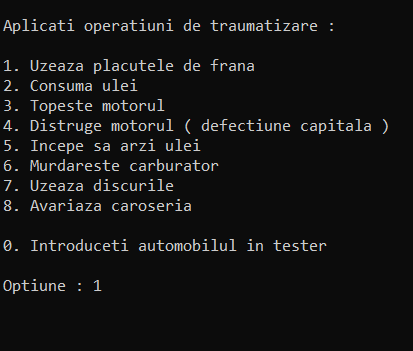 Aplicati operatiuni de traumatizare :
1. Uzeaza placutele de frana
2. Consuma ulei
3. Topeste motorul
4. Distruge motorul ( defectiune capitala )
5. Incepe sa arzi ulei
6. Murdareste carburator
7. Uzeaza discurile
8. Avariaza caroseria
0. Introduceti automobilul in tester
Optiune : 1